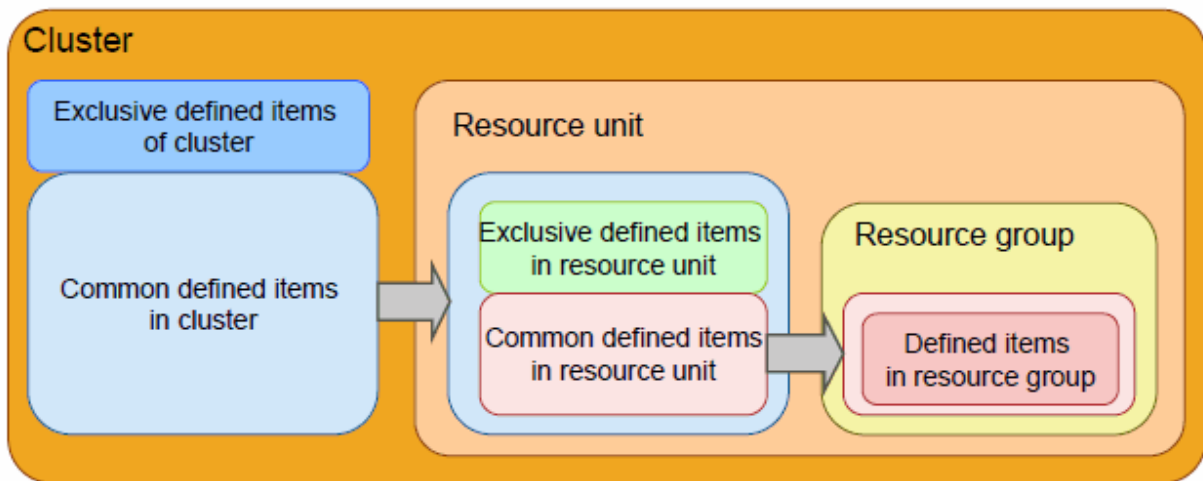 Cluster
Exclusive defined items
of cluster
Resource unit
Exclusive defined items
in resource unit
Resource group
Common defined items
in cluster
Common defined items
in resource unit
Defined items
in resource group